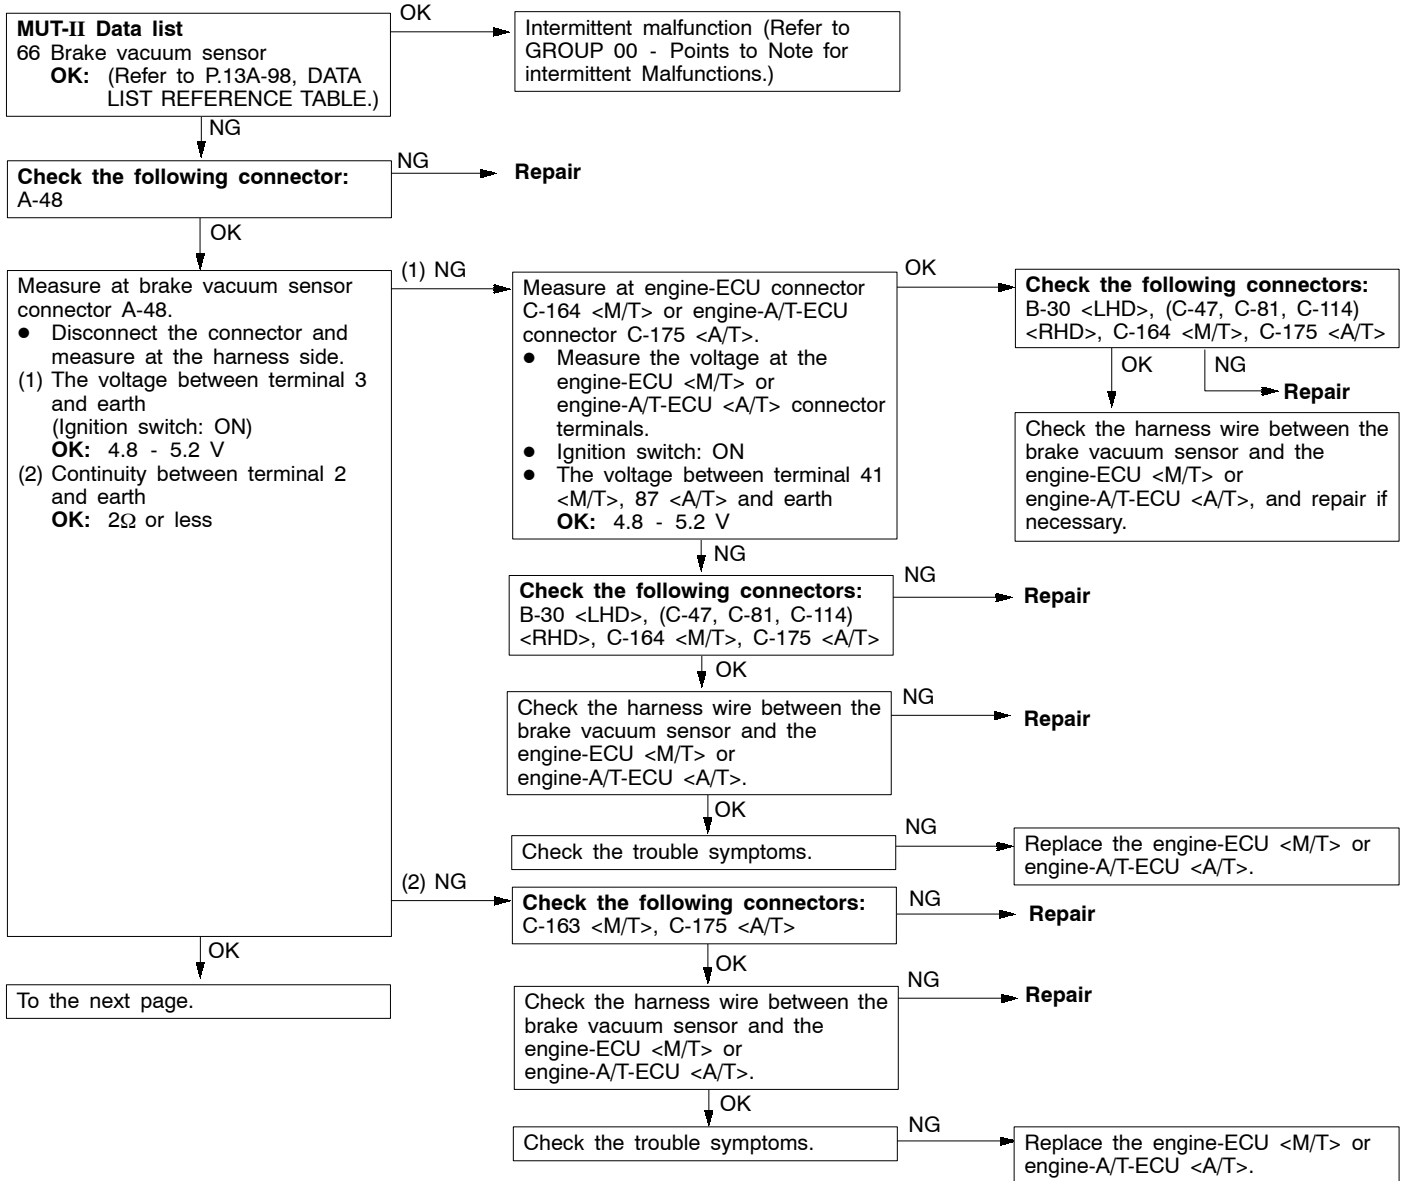 MUT-II Data list
66 Brake vacuum sensor
OK: (Refer to P.13A-98, DATA
LIST REFERENCE TABLE.)
OK
Intermittent malfunction (Refer to
GROUP 00 - Points to Note for
intermittent Malfunctions.)
NG
Check the following connector:
A-48
NG
Repair
OK
Measure at brake vacuum sensor
connector A-48.
● Disconnect the connector and
measure at the harness side.
(1) The voltage between terminal 3
and earth
(Ignition switch: ON)
OK: 4.8 - 5.2 V
(2) Continuity between terminal 2
and earth
OK: 2Ω or less
(1) NG
Measure at engine-ECU connector
C-164 <M/T> or engine-A/T-ECU
connector C-175 <A/T>.
● Measure the voltage at the
engine-ECU <M/T> or
engine-A/T-ECU <A/T> connector
terminals.
● Ignition switch: ON
● The voltage between terminal 41
<M/T>, 87 <A/T> and earth
OK: 4.8 - 5.2 V
OK
Check the following connectors:
B-30 <LHD>, (C-47, C-81, C-114)
<RHD>, C-164 <M/T>, C-175 <A/T>
OK
NG
Repair
Check the harness wire between the
brake vacuum sensor and the
engine-ECU <M/T> or
engine-A/T-ECU <A/T>, and repair if
necessary.
NG
Check the following connectors:
B-30 <LHD>, (C-47, C-81, C-114)
<RHD>, C-164 <M/T>, C-175 <A/T>
NG
Repair
OK
Check the harness wire between the
brake vacuum sensor and the
engine-ECU <M/T> or
engine-A/T-ECU <A/T>.
NG
Repair
OK
Check the trouble symptoms.
NG
Replace the engine-ECU <M/T> or
engine-A/T-ECU <A/T>.
(2) NG
Check the following connectors:
C-163 <M/T>, C-175 <A/T>
NG
Repair
OK
Check the harness wire between the
brake vacuum sensor and the
engine-ECU <M/T> or
engine-A/T-ECU <A/T>.
NG
Repair
OK
Check the trouble symptoms.
NG
Replace the engine-ECU <M/T> or
engine-A/T-ECU <A/T>.
OK
To the next page.